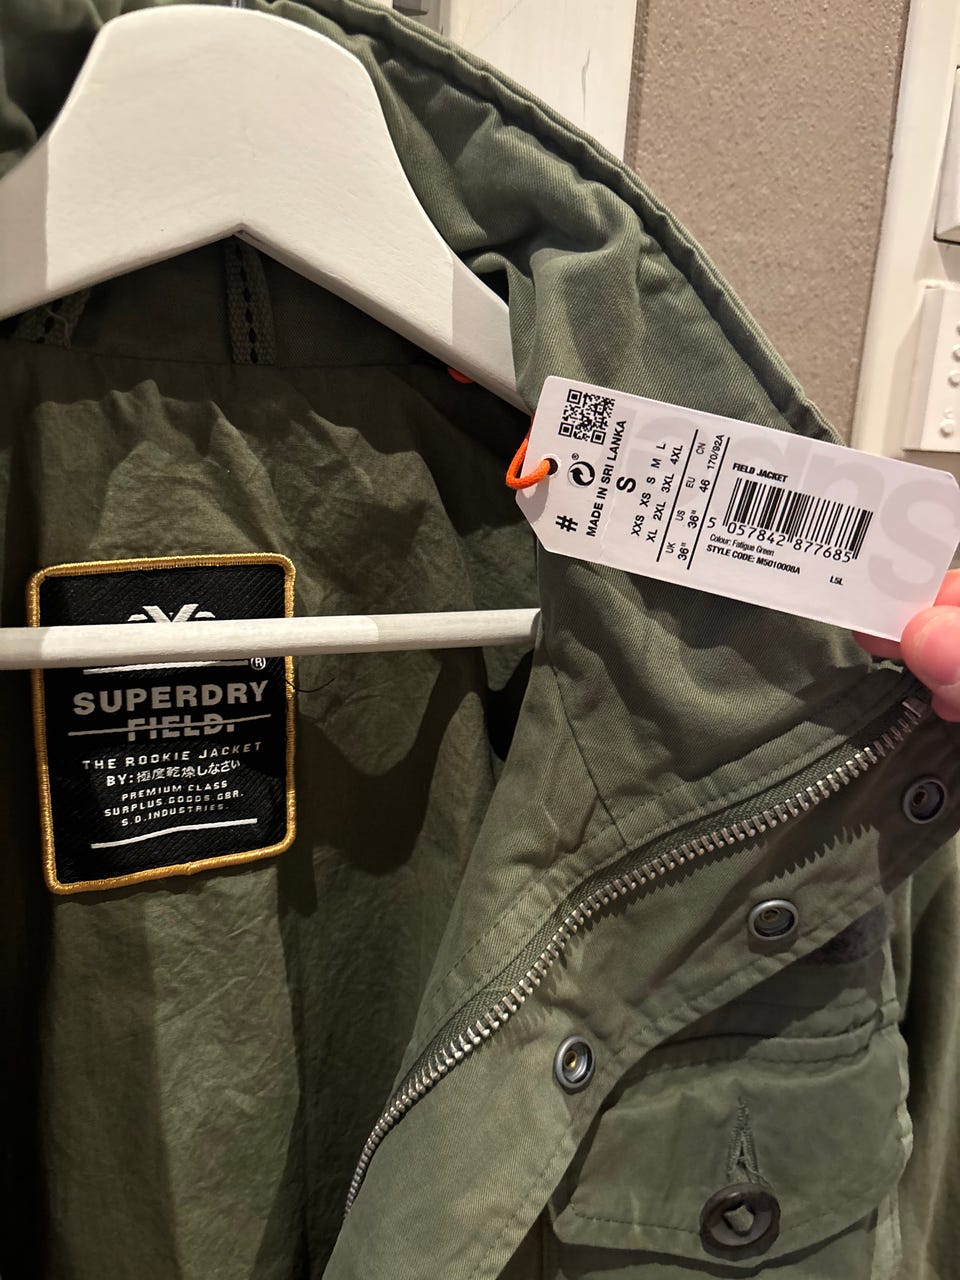 #
MADE IN SRI LANKA
S
XXS XS S M L
XL 2XL 3XL 4XL
UK US EU CN
36" 36" 46 170/92A
FIELD JACKET
5 057842 877685
Colour: Fatigue Green
STYLE CODE: M5010008A
L5L
®
SUPERDRY
FIELD.
THE ROOKIE JACKET
BY:極度乾燥しなさい
PREMIUM CLASS
SURPLUS.GOODS.GBR.
S.D.INDUSTRIES.